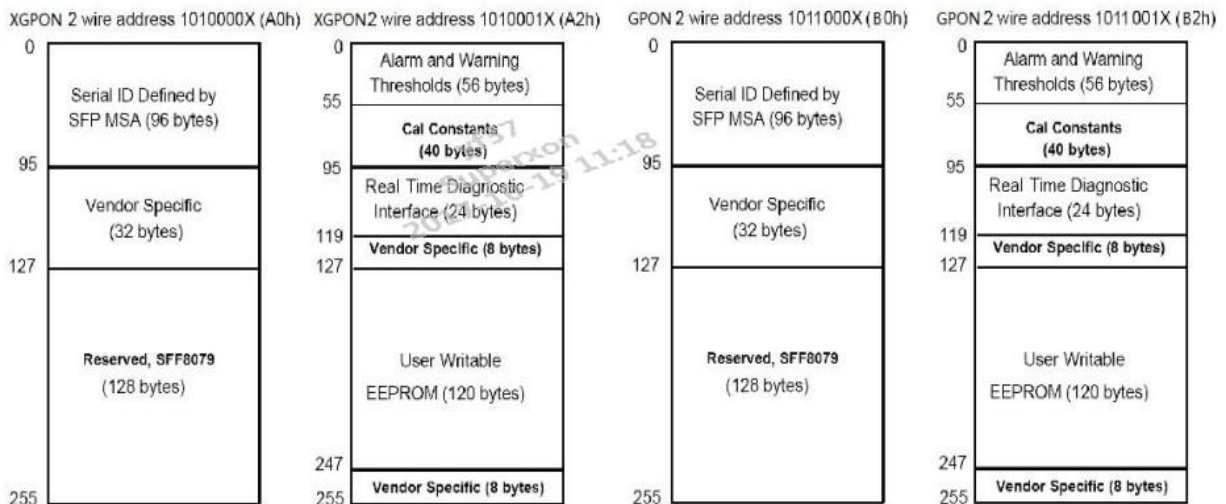 XGPON 2 wire address 1010000X (A0h)
0
Serial ID Defined by
SFP MSA (96 bytes)
95
Vendor Specific
(32 bytes)
127
Reserved, SFF8079
(128 bytes)
255
XGPON2 wire address 1010001X (A2h)
0
Alarm and Warning
Thresholds (56 bytes)
55
Cal Constants
(40 bytes)
95
Real Time Diagnostic
Interface (24 bytes)
119
Vendor Specific (8 bytes)
127
User Writable
EEPROM (120 bytes)
247
Vendor Specific (8 bytes)
255
GPON 2 wire address 1011000X (B0h)
0
Serial ID Defined by
SFP MSA (96 bytes)
95
Vendor Specific
(32 bytes)
127
Reserved, SFF8079
(128 bytes)
255
GPON 2 wire address 1011001X (B2h)
0
Alarm and Warning
Thresholds (56 bytes)
55
Cal Constants
(40 bytes)
95
Real Time Diagnostic
Interface (24 bytes)
119
Vendor Specific (8 bytes)
127
User Writable
EEPROM (120 bytes)
247
Vendor Specific (8 bytes)
255
Superxon
11:18